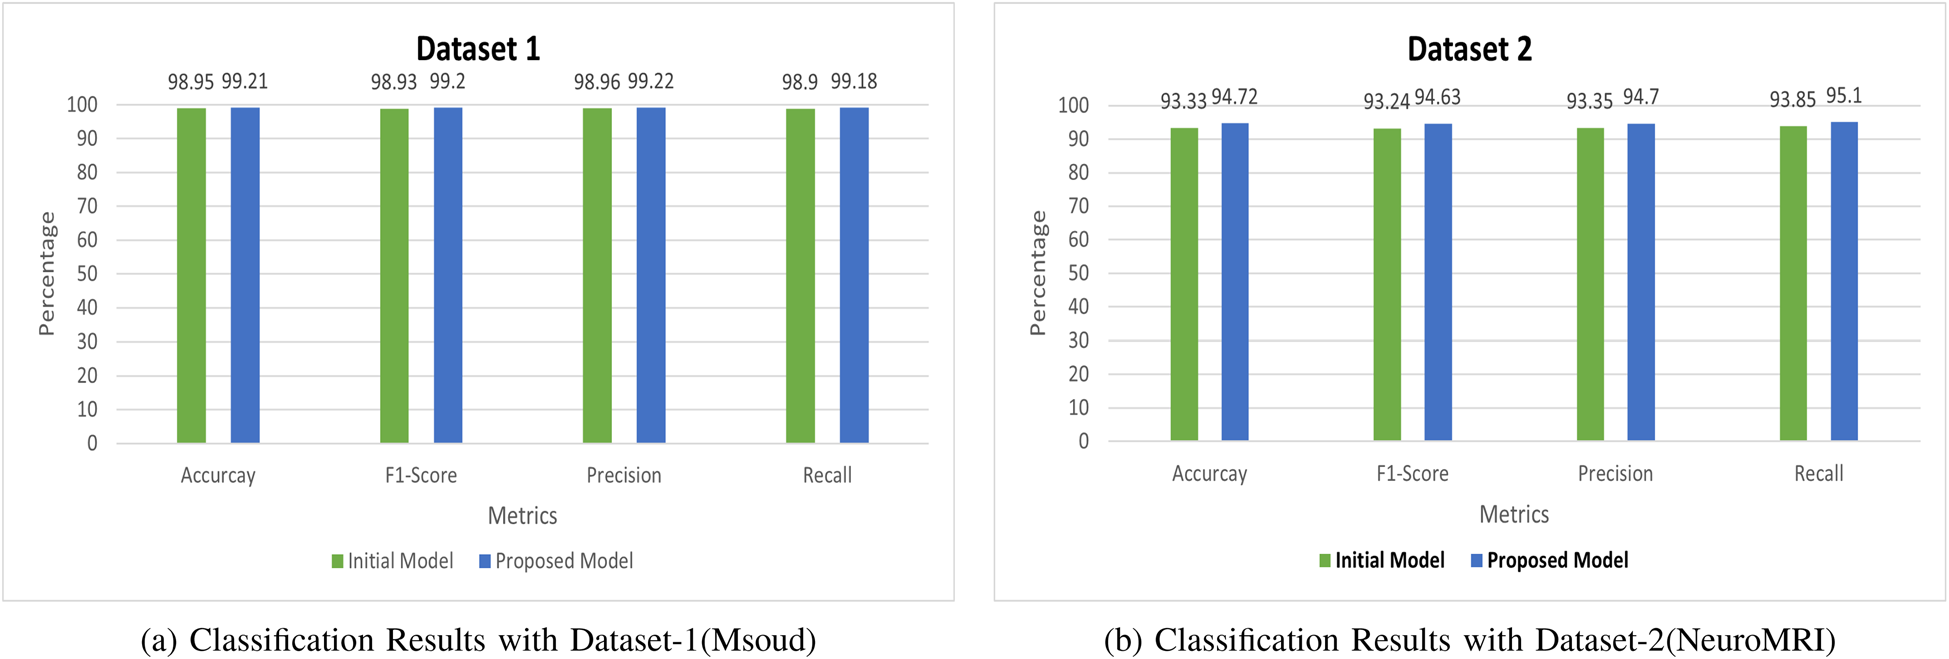 Dataset 1
98.95 99.21 98.93 99.2 98.96 99.22 98.9 99.18
100
90
80
70
60
50
40
30
20
10
0
Percentage
Accurcay F1-Score Precision Recall
Metrics
Initial Model Proposed Model
(a) Classification Results with Dataset-1(Msoud)
Dataset 2
93.33 94.72 93.24 94.63 93.35 94.7 93.85 95.1
100
90
80
70
60
50
40
30
20
10
0
Percentage
Accurcay F1-Score Precision Recall
Metrics
Initial Model Proposed Model
(b) Classification Results with Dataset-2(NeuroMRI)